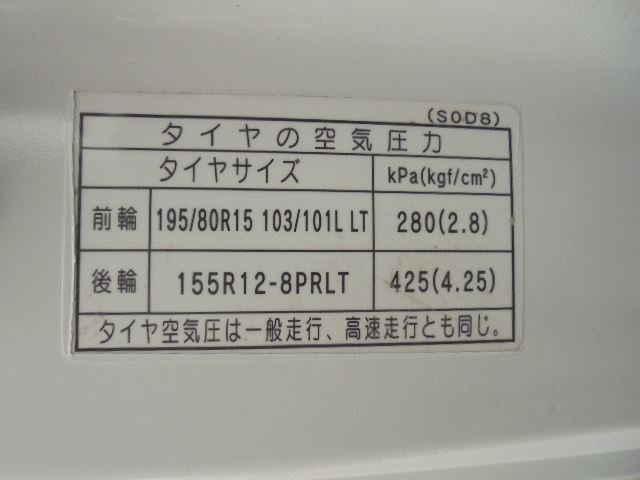 (S0D8)
タイヤの空気圧力
タイヤサイズ kPa(kgf/cm²)
前輪 195/80R15 103/101L LT 280(2.8)
後輪 155R12-8PRLT 425(4.25)
タイヤ空気圧は一般走行、高速走行とも同じ。